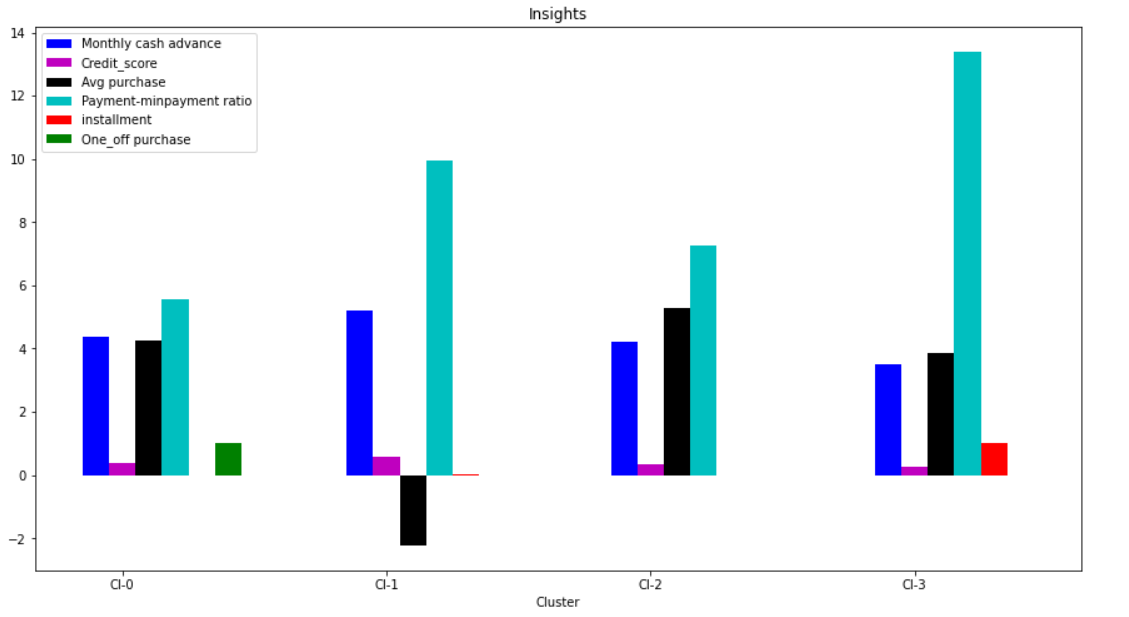 Insights
14
12
10
8
6
4
2
0
−2
Monthly cash advance
Credit_score
Avg purchase
Payment-minpayment ratio
installment
One_off purchase
Cl-0
Cl-1
Cl-2
Cl-3
Cluster